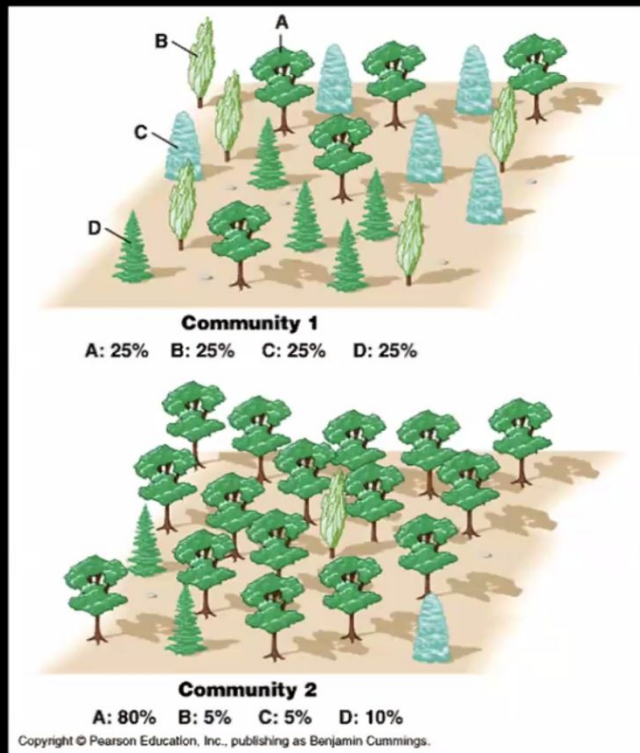 A
B
C
D
Community 1
A: 25% B: 25% C: 25% D: 25%
Community 2
A: 80% B: 5% C: 5% D: 10%
Copyright © Pearson Education, Inc., publishing as Benjamin Cummings.